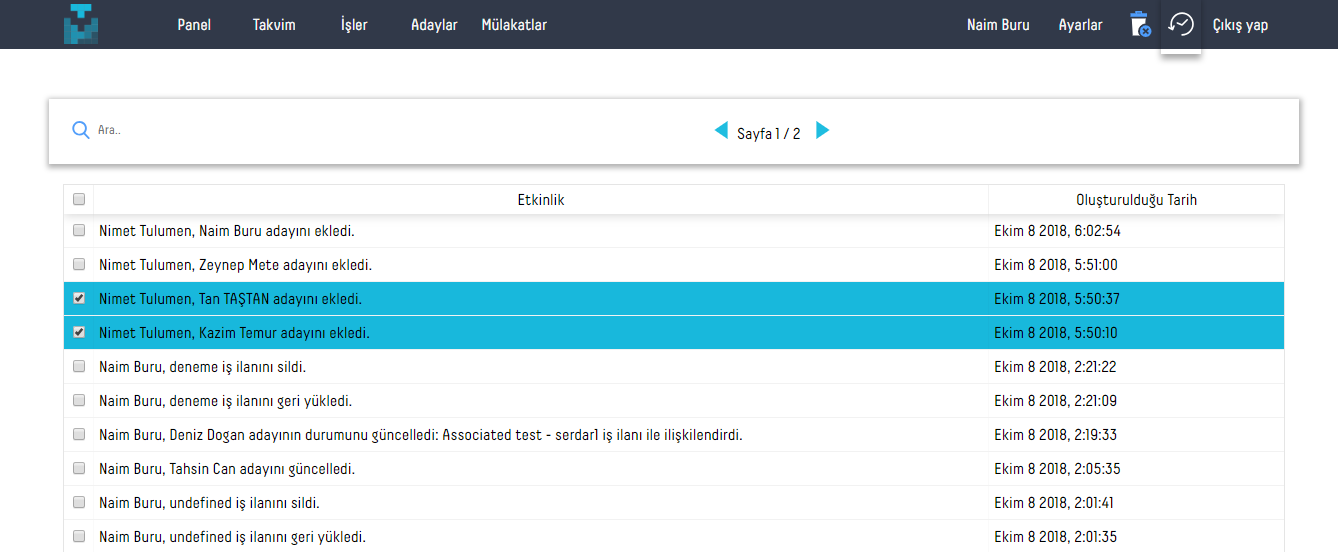 Panel Takvim İşler Adaylar Mülakatlar Naim Buru Ayarlar Çıkış yap
Ara.. Sayfa 1 / 2
Etkinlik Oluşturulduğu Tarih
Nimet Tulumen, Naim Buru adayını ekledi. Ekim 8 2018, 6:02:54
Nimet Tulumen, Zeynep Mete adayını ekledi. Ekim 8 2018, 5:51:00
Nimet Tulumen, Tan TAŞTAN adayını ekledi. Ekim 8 2018, 5:50:37
Nimet Tulumen, Kazim Temur adayını ekledi. Ekim 8 2018, 5:50:10
Naim Buru, deneme iş ilanını sildi. Ekim 8 2018, 2:21:22
Naim Buru, deneme iş ilanını geri yükledi. Ekim 8 2018, 2:21:09
Naim Buru, Deniz Dogan adayının durumunu güncelledi: Associated test - serdar1 iş ilanı ile ilişkilendirdi. Ekim 8 2018, 2:19:33
Naim Buru, Tahsin Can adayını güncelledi. Ekim 8 2018, 2:05:35
Naim Buru, undefined iş ilanını sildi. Ekim 8 2018, 2:01:41
Naim Buru, undefined iş ilanını geri yükledi. Ekim 8 2018, 2:01:35